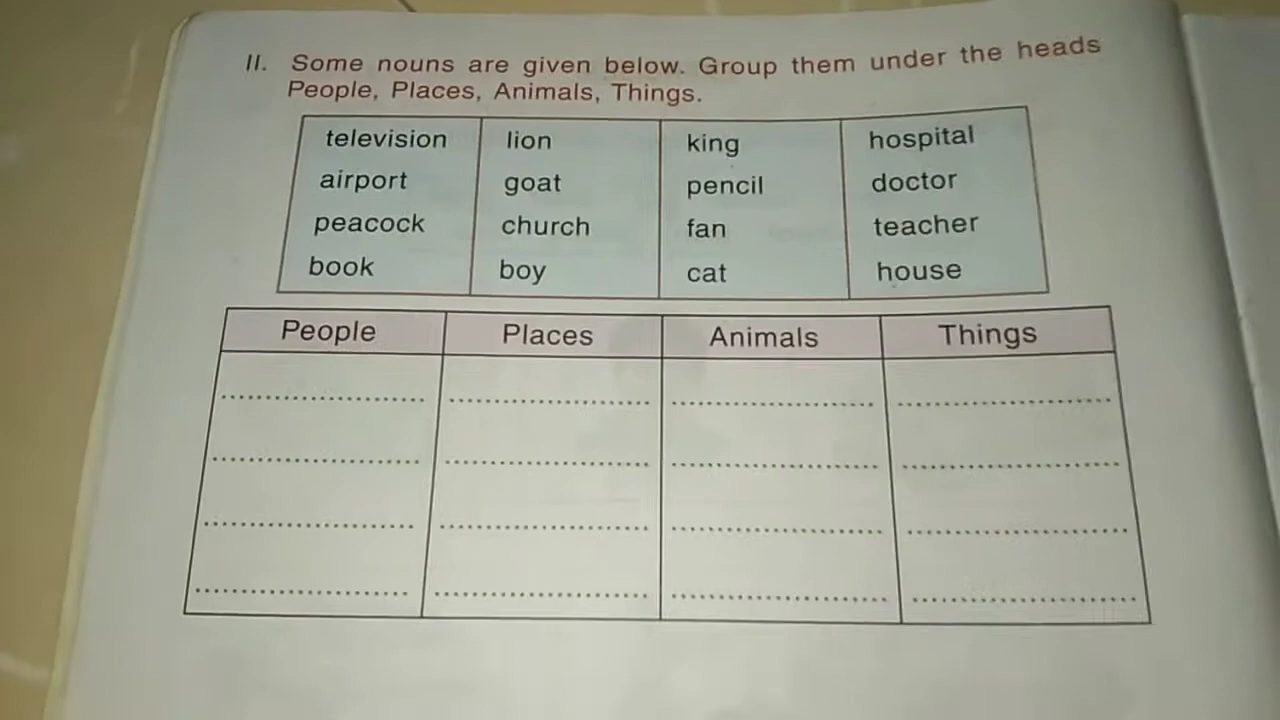 II. Some nouns are given below. Group them under the heads
People, Places, Animals, Things.
television lion king hospital
airport goat pencil doctor
peacock church fan teacher
book boy cat house
People Places Animals Things